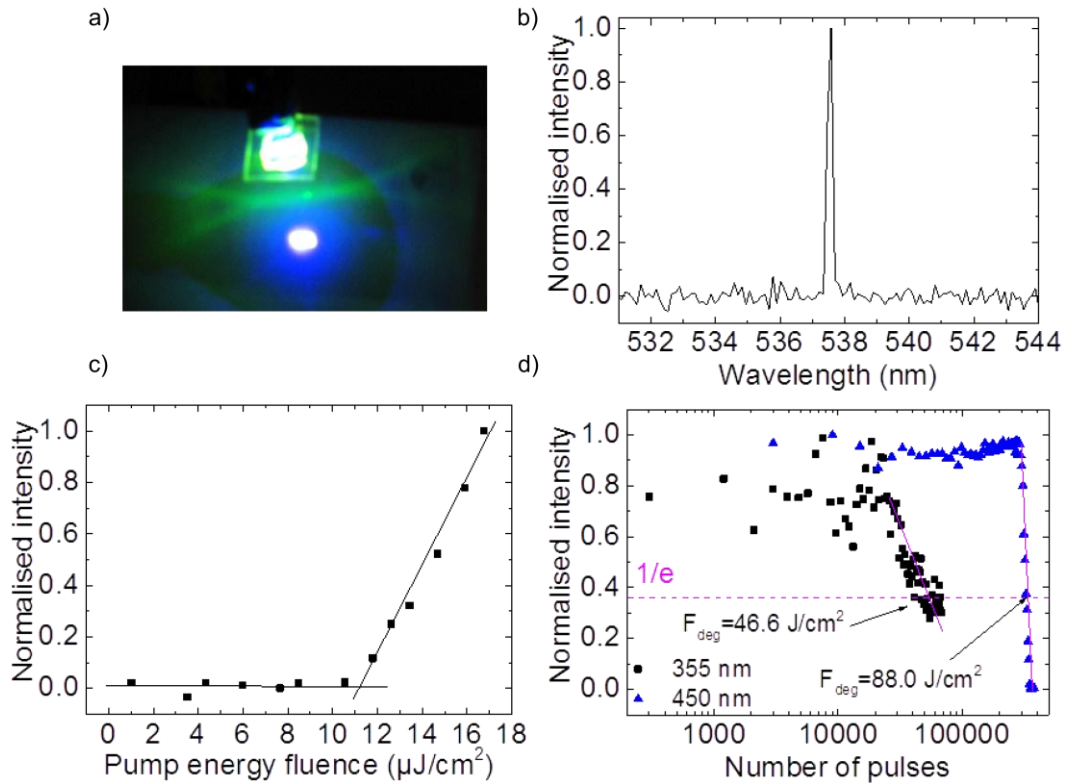 a)
b)
1.0
0.8
0.6
0.4
0.2
0.0
Normalised intensity
532 534 536 538 540 542 544
Wavelength (nm)
c)
1.0
0.8
0.6
0.4
0.2
0.0
Normalised intensity
0 2 4 6 8 10 12 14 16 18
Pump energy fluence (µJ/cm²)
d)
1.0
0.8
0.6
0.4
0.2
0.0
Normalised intensity
1/e
F_deg=46.6 J/cm²
F_deg=88.0 J/cm²
355 nm
450 nm
1000 10000 100000
Number of pulses